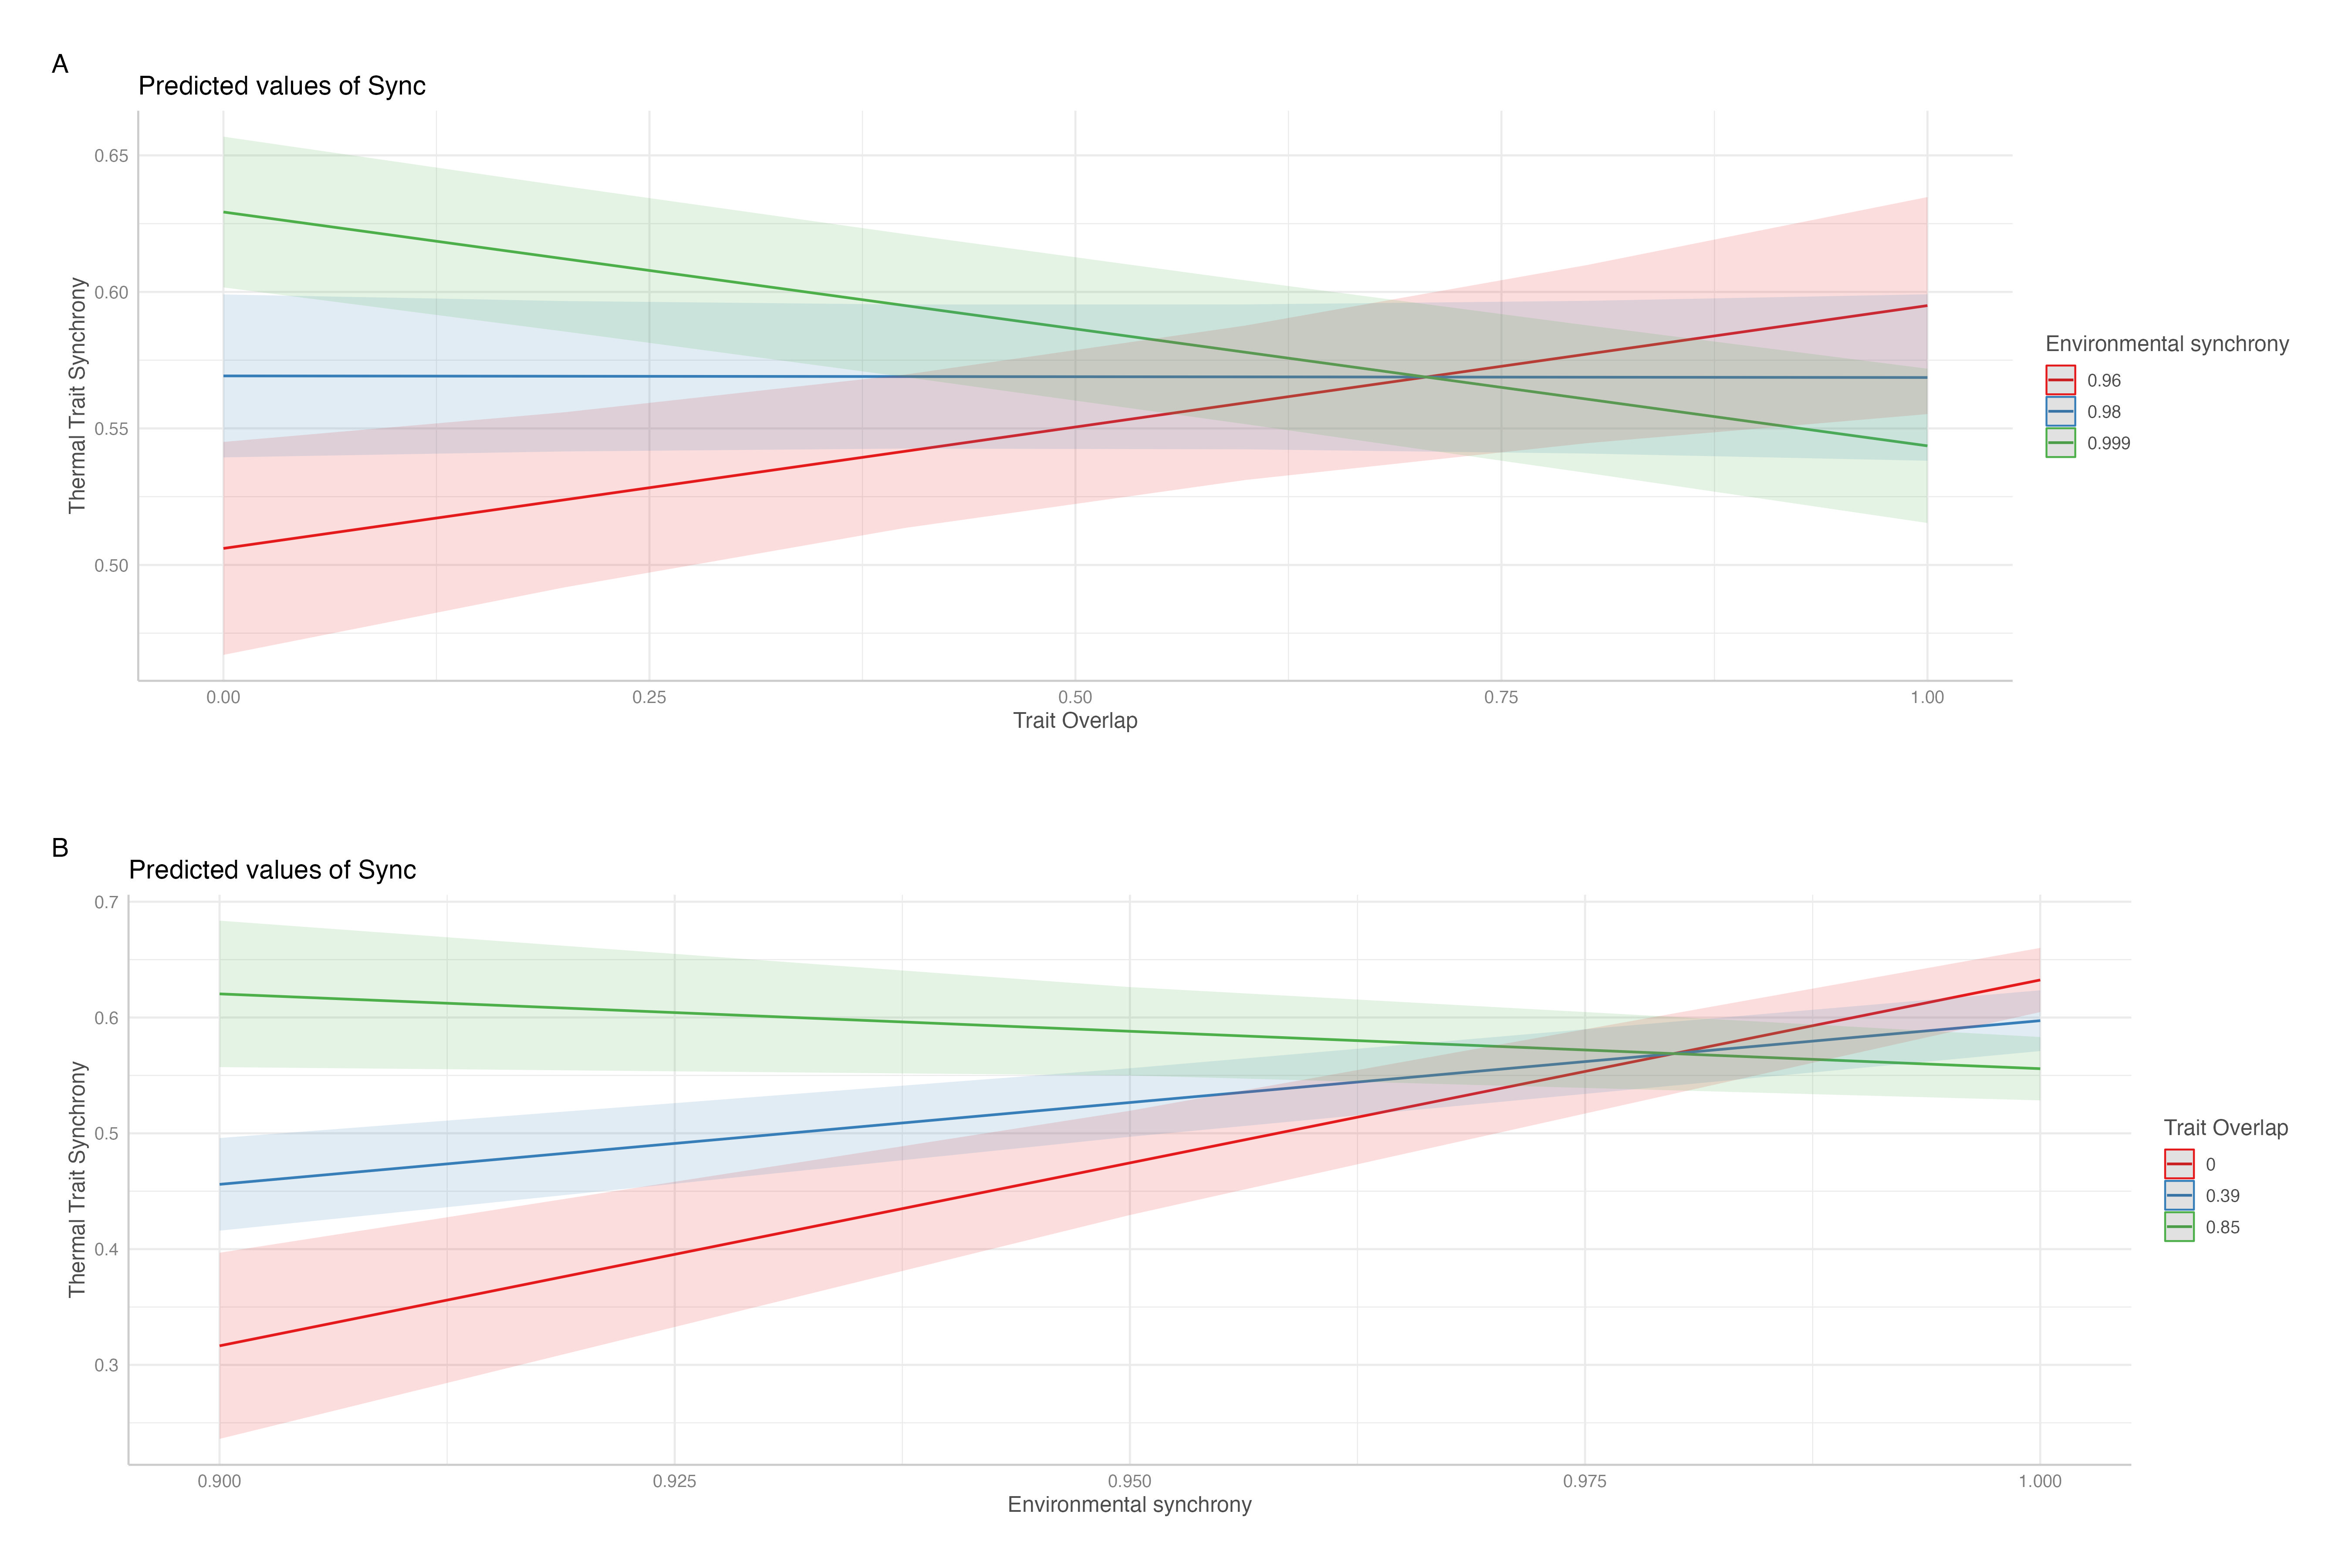 A
Predicted values of Sync
Thermal Trait Synchrony
0.65
0.60
0.55
0.50
0.00 0.25 0.50 0.75 1.00
Trait Overlap
Environmental synchrony
0.96
0.98
0.999
B
Predicted values of Sync
Thermal Trait Synchrony
0.7
0.6
0.5
0.4
0.3
0.900 0.925 0.950 0.975 1.000
Environmental synchrony
Trait Overlap
0
0.39
0.85